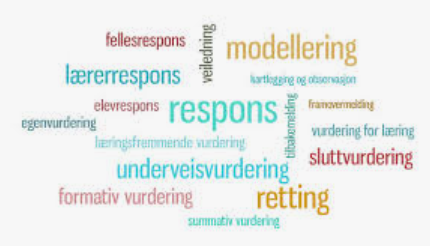 fellesrespons
veiledning
modellering
lærerrespons
kartlegging og observasjon
elevrespons
respons
framovermelding
egenvurdering
tilbakemelding
vurdering for læring
læringsfremmende vurdering
sluttvurdering
underveisvurdering
formativ vurdering
retting
summativ vurdering